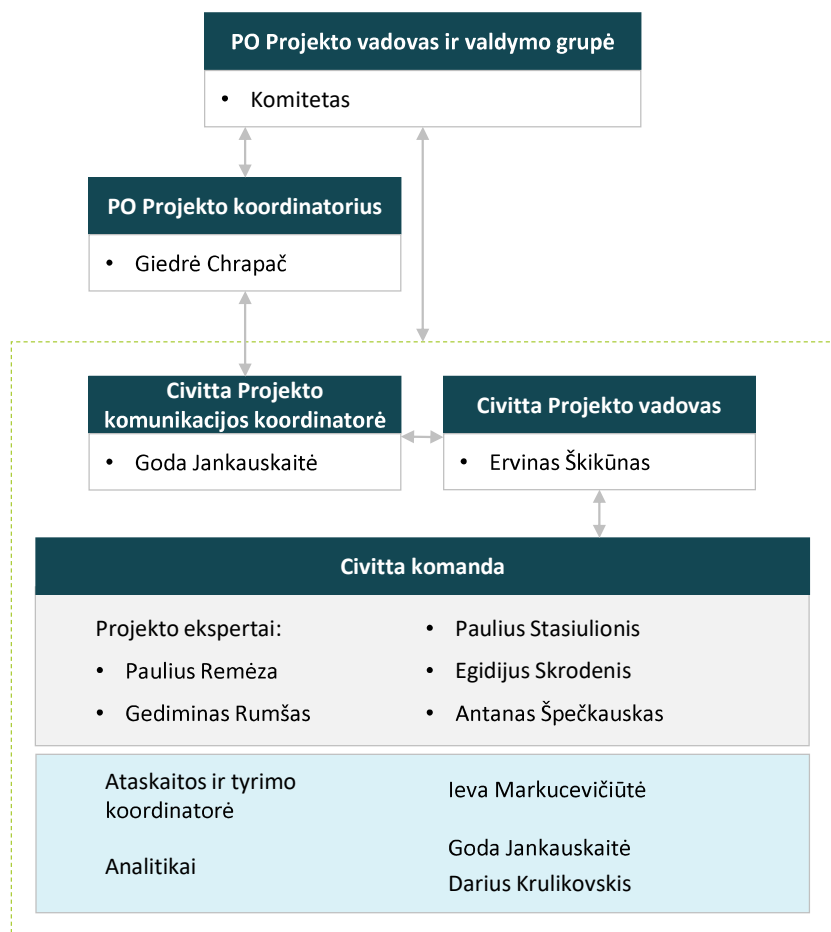 PO Projekto vadovas ir valdymo grupė
• Komitetas
PO Projekto koordinatorius
• Giedrė Chrapač
Civitta Projekto
komunikacijos koordinatorė
• Goda Jankauskaitė
Civitta Projekto vadovas
• Ervinas Škikūnas
Civitta komanda
Projekto ekspertai:
• Paulius Remėza
• Gediminas Rumšas
• Paulius Stasiulionis
• Egidijus Skrodenis
• Antanas Špečkauskas
Ataskaitos ir tyrimo
koordinatorė
Ieva Markucevičiūtė
Analitikai
Goda Jankauskaitė
Darius Krulikovskis